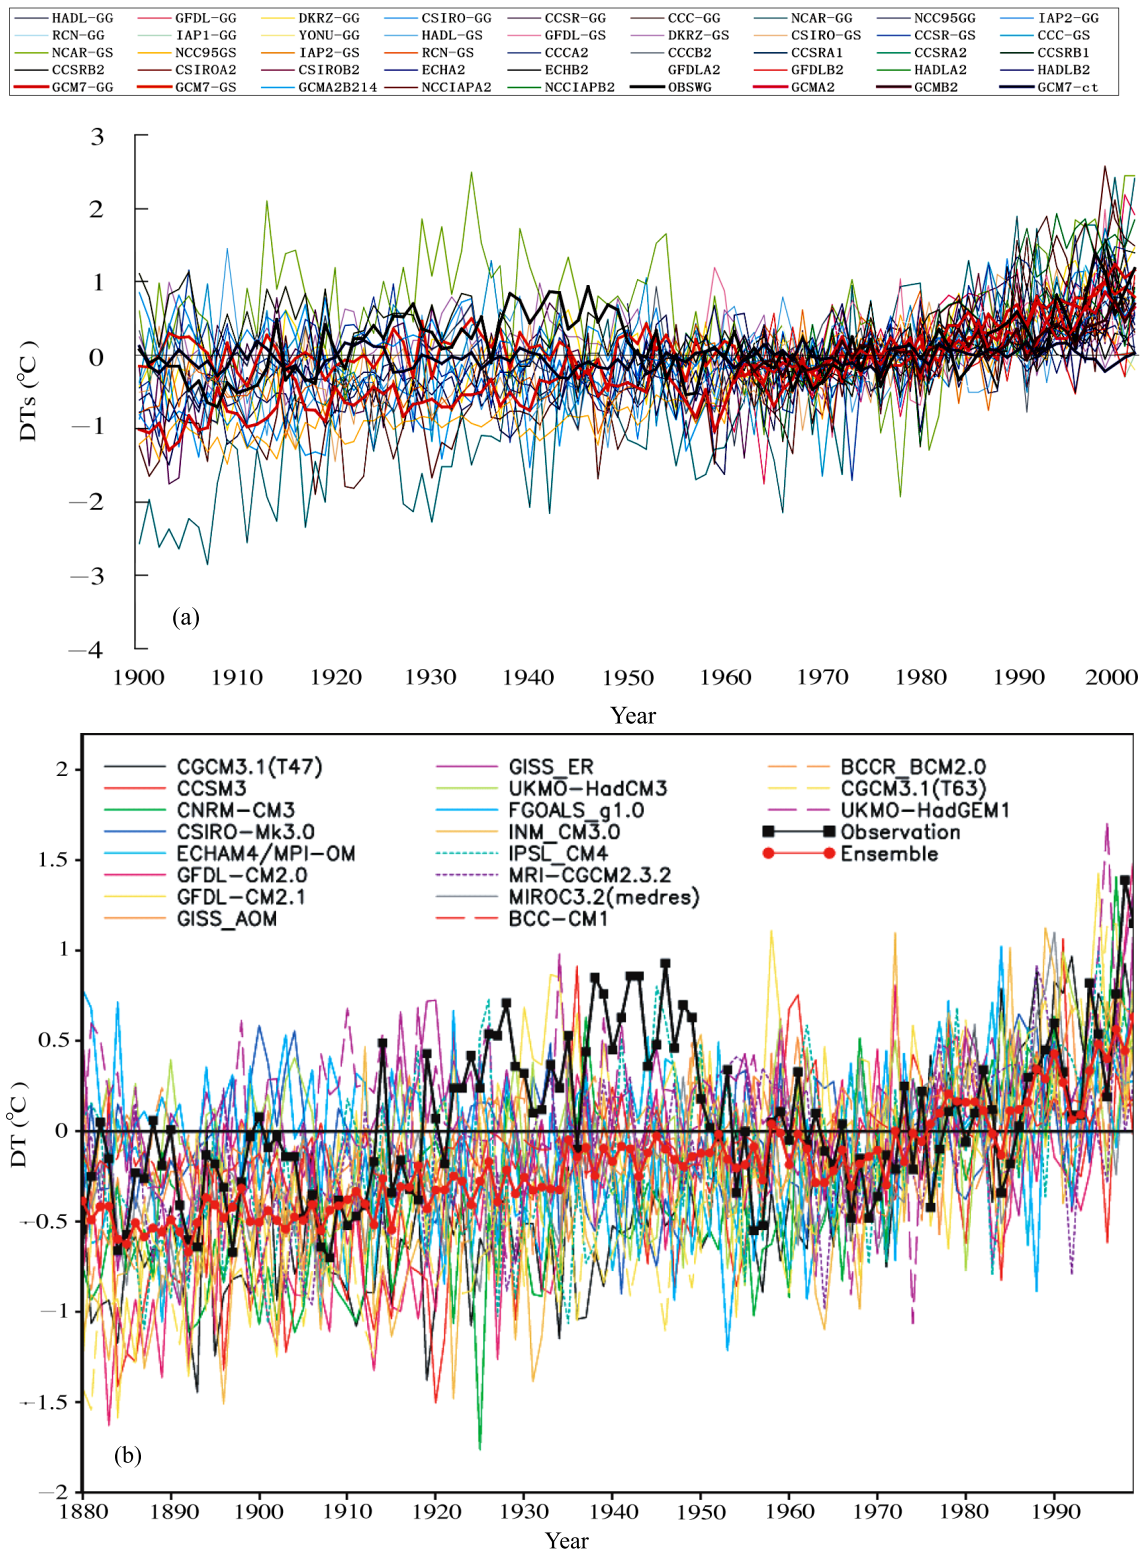 HADL-GG GFDL-GG DKRZ-GG CSIRO-GG CCSR-GG CCC-GG NCAR-GG NCC95GG IAP2-GG
RCN-GG IAP1-GG YONU-GG HADL-GS GFDL-GS DKRZ-GS CSIRO-GS CCSR-GS CCC-GS
NCAR-GS NCC95GS IAP2-GS RCN-GS CCCA2 CCCB2 CCSRA1 CCSRA2 CCSRB1
CCSRB2 CSIROA2 CSIROB2 ECHA2 ECHB2 GFDLA2 GFDLB2 HADLA2 HADLB2
GCM7-GG GCM7-GS GCMA2B214 NCCIAPA2 NCCIAPB2 OBSWG GCMA2 GCMB2 GCM7-ct
3
2
1
0
−1
−2
−3
−4
DTs (℃)
(a)
1900 1910 1920 1930 1940 1950 1960 1970 1980 1990 2000
Year
CGCM3.1(T47) GISS_ER BCCR_BCM2.0
CCSM3 UKMO-HadCM3 CGCM3.1(T63)
CNRM-CM3 FGOALS_g1.0 UKMO-HadGEM1
CSIRO-Mk3.0 INM_CM3.0 Observation
ECHAM4/MPI-OM IPSL_CM4 Ensemble
GFDL-CM2.0 MRI-CGCM2.3.2
GFDL-CM2.1 MIROC3.2(medres)
GISS_AOM BCC-CM1
2
1.5
1
0.5
0
−0.5
−1
−1.5
−2
DT (℃)
(b)
1880 1890 1900 1910 1920 1930 1940 1950 1960 1970 1980 1990
Year